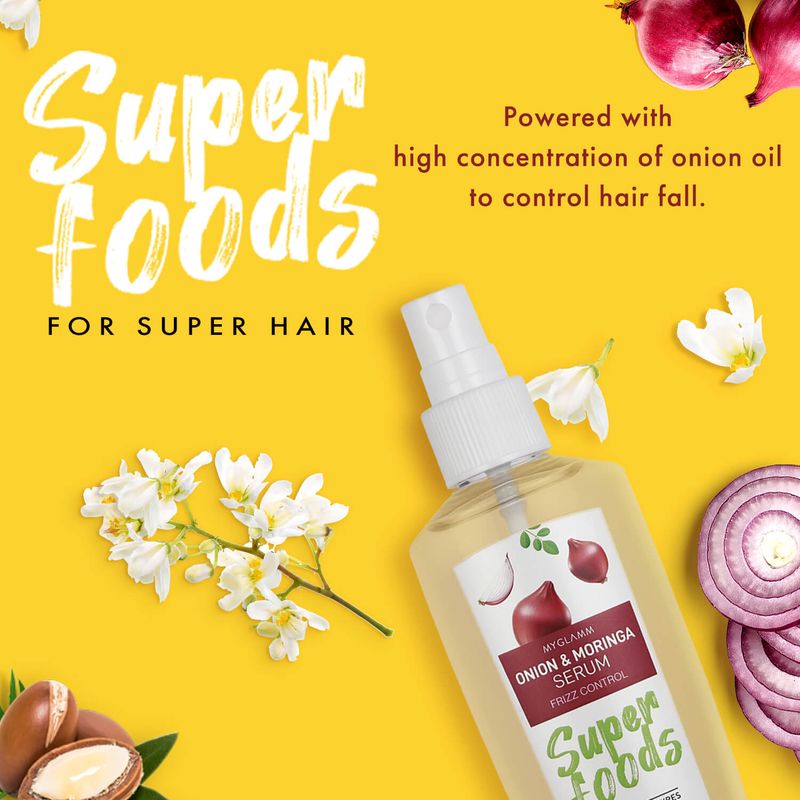 Super
foods
FOR SUPER HAIR
Powered with
high concentration of onion oil
to control hair fall.
MYGLAMM
ONION & MORINGA
SERUM
FRIZZ CONTROL
Super
foods